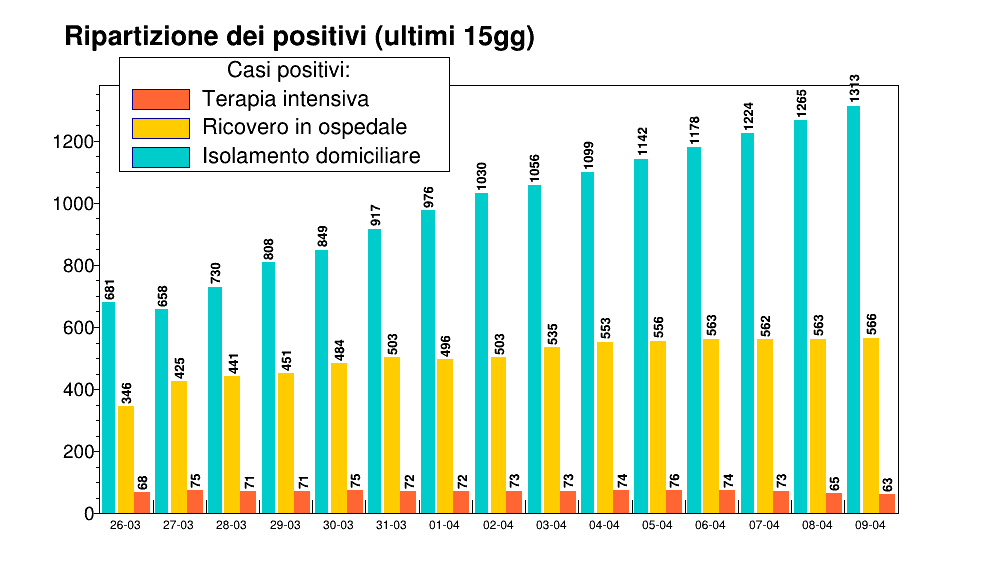 Ripartizione dei positivi (ultimi 15gg)
Casi positivi:
Terapia intensiva
Ricovero in ospedale
Isolamento domiciliare
1200
1000
800
600
400
200
0
681 346 68
658 425 75
730 441 71
808 451 71
849 484 75
917 503 72
976 496 72
1030 503 73
1056 535 73
1099 553 74
1142 556 76
1178 563 74
1224 562 73
1265 563 65
1313 566 63
26-03 27-03 28-03 29-03 30-03 31-03 01-04 02-04 03-04 04-04 05-04 06-04 07-04 08-04 09-04